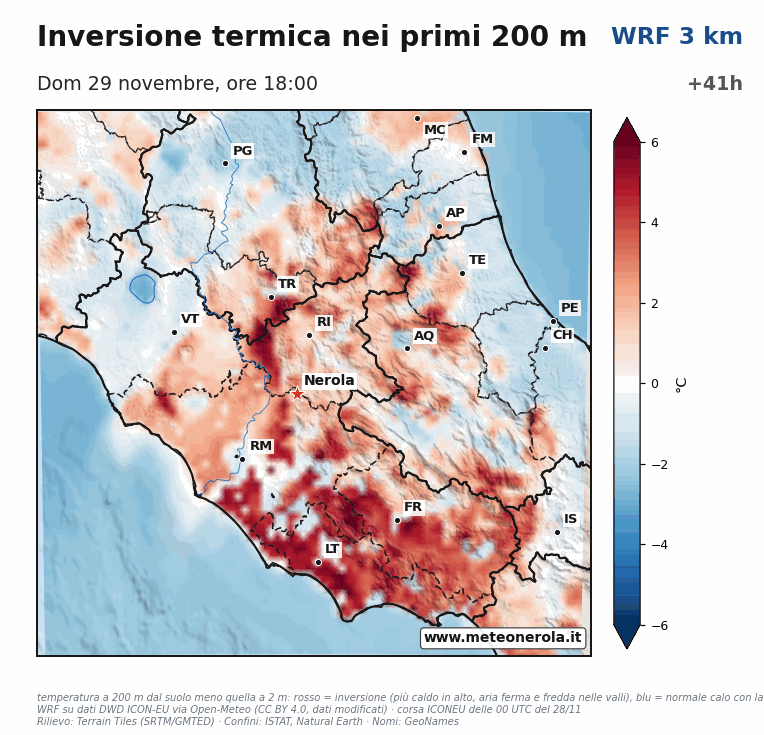 Inversione termica nei primi 200 m WRF 3 km
Dom 29 novembre, ore 18:00 +41h
MC
FM
PG
AP
TE
TR
PE
VT
RI
AQ
CH
Nerola
RM
FR
IS
LT
www.meteonerola.it
6
4
2
0
−2
−4
−6
°C
temperatura a 200 m dal suolo meno quella a 2 m: rosso = inversione (più caldo in alto, aria ferma e fredda nelle valli), blu = normale calo con la
WRF su dati DWD ICON-EU via Open-Meteo (CC BY 4.0, dati modificati) · corsa ICONEU delle 00 UTC del 28/11
Rilievo: Terrain Tiles (SRTM/GMTED) · Confini: ISTAT, Natural Earth · Nomi: GeoNames